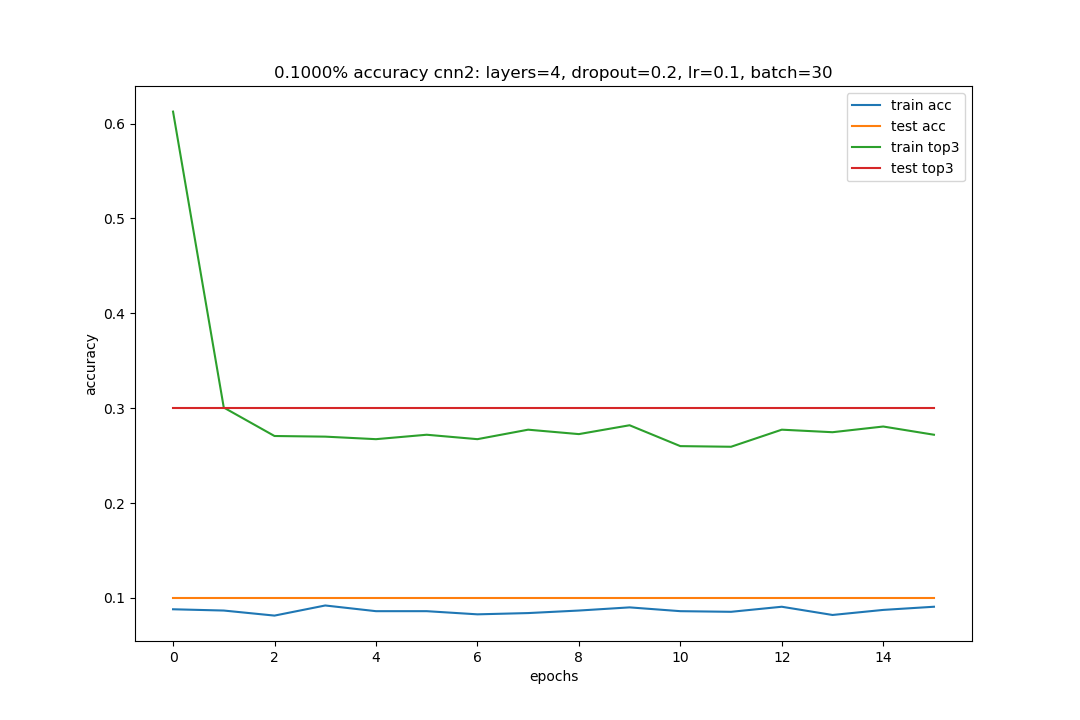 0.1000% accuracy cnn2: layers=4, dropout=0.2, lr=0.1, batch=30
train acc
test acc
train top3
test top3
0.6
0.5
0.4
0.3
0.2
0.1
accuracy
0 2 4 6 8 10 12 14
epochs